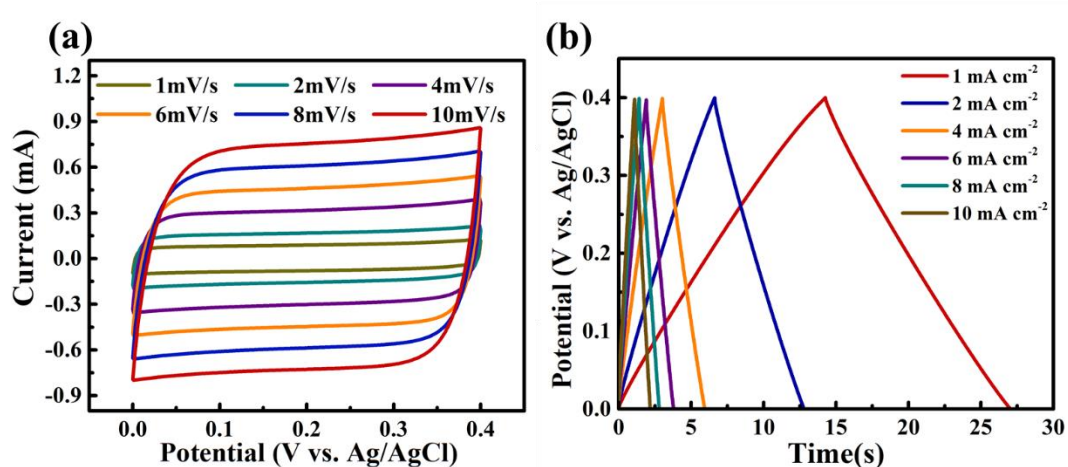 (a)
1mV/s 2mV/s 4mV/s
6mV/s 8mV/s 10mV/s
Current (mA)
1.2
0.9
0.6
0.3
0.0
-0.3
-0.6
-0.9
0.0 0.1 0.2 0.3 0.4
Potential (V vs. Ag/AgCl)
(b)
1 mA cm⁻²
2 mA cm⁻²
4 mA cm⁻²
6 mA cm⁻²
8 mA cm⁻²
10 mA cm⁻²
Potential (V vs. Ag/AgCl)
0.4
0.3
0.2
0.1
0.0
0 5 10 15 20 25 30
Time(s)